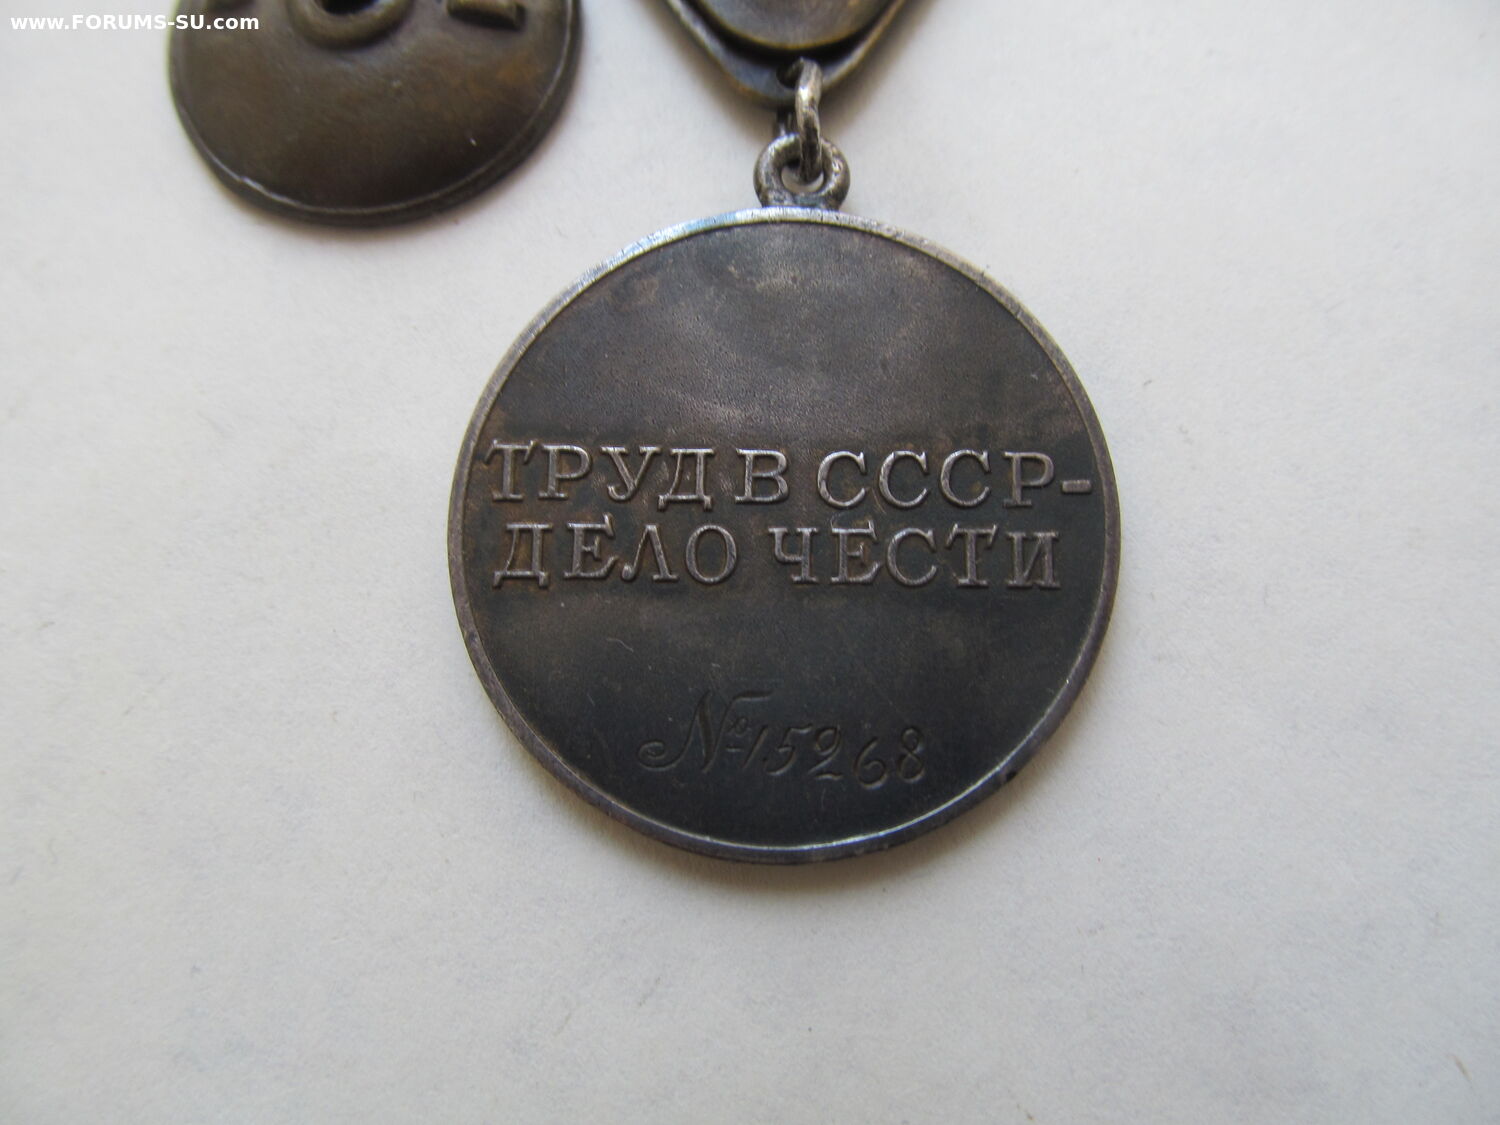 www.FORUMS-SU.com
ТРУД В СССР-
ДЕЛО ЧЕСТИ
№15268